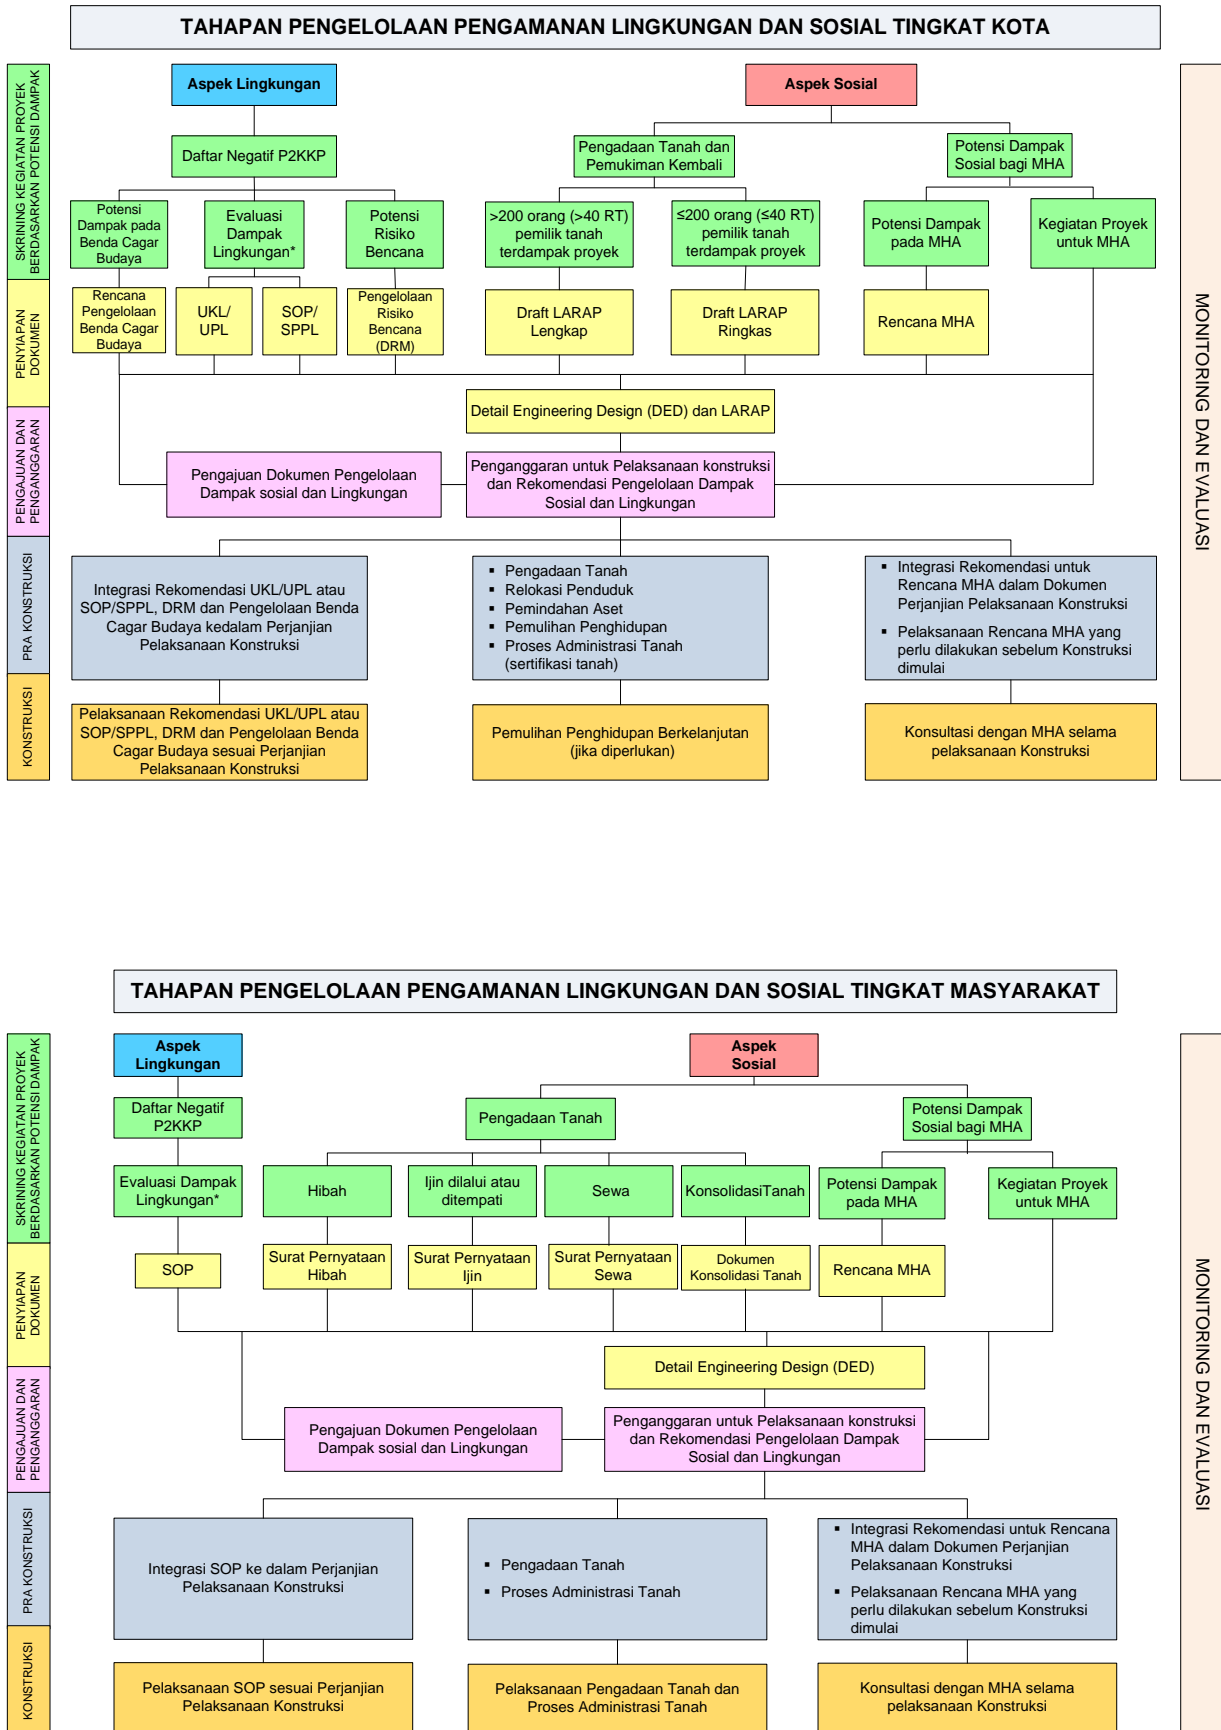 TAHAPAN PENGELOLAAN PENGAMANAN LINGKUNGAN DAN SOSIAL TINGKAT KOTA
SKRINING KEGIATAN PROYEK
BERDASARKAN POTENSI DAMPAK
Aspek Lingkungan
Aspek Sosial
Daftar Negatif P2KKP
Pengadaan Tanah dan
Pemukiman Kembali
Potensi Dampak
Sosial bagi MHA
Potensi
Dampak pada
Benda Cagar
Budaya
Evaluasi
Dampak
Lingkungan*
Potensi
Risiko
Bencana
>200 orang (>40 RT)
pemilik tanah
terdampak proyek
≤200 orang (≤40 RT)
pemilik tanah
terdampak proyek
Potensi Dampak
pada MHA
Kegiatan Proyek
untuk MHA
PENYIAPAN
DOKUMEN
Rencana
Pengelolaan
Benda Cagar
Budaya
UKL/
UPL
SOP/
SPPL
Pengelolaan
Risiko
Bencana
(DRM)
Draft LARAP
Lengkap
Draft LARAP
Ringkas
Rencana MHA
Detail Engineering Design (DED) dan LARAP
PENGAJUAN DAN
PENGANGGARAN
Pengajuan Dokumen Pengelolaan
Dampak sosial dan Lingkungan
Penganggaran untuk Pelaksanaan konstruksi
dan Rekomendasi Pengelolaan Dampak
Sosial dan Lingkungan
PRA KONSTRUKSI
Integrasi Rekomendasi UKL/UPL atau
SOP/SPPL, DRM dan Pengelolaan Benda
Cagar Budaya kedalam Perjanjian
Pelaksanaan Konstruksi
▪ Pengadaan Tanah
▪ Relokasi Penduduk
▪ Pemindahan Aset
▪ Pemulihan Penghidupan
▪ Proses Administrasi Tanah
(sertifikasi tanah)
▪ Integrasi Rekomendasi untuk
Rencana MHA dalam Dokumen
Perjanjian Pelaksanaan Konstruksi
▪ Pelaksanaan Rencana MHA yang
perlu dilakukan sebelum Konstruksi
dimulai
KONSTRUKSI
Pelaksanaan Rekomendasi UKL/UPL atau
SOP/SPPL, DRM dan Pengelolaan Benda
Cagar Budaya sesuai Perjanjian
Pelaksanaan Konstruksi
Pemulihan Penghidupan Berkelanjutan
(jika diperlukan)
Konsultasi dengan MHA selama
pelaksanaan Konstruksi
MONITORING DAN EVALUASI
TAHAPAN PENGELOLAAN PENGAMANAN LINGKUNGAN DAN SOSIAL TINGKAT MASYARAKAT
SKRINING KEGIATAN PROYEK
BERDASARKAN POTENSI DAMPAK
Aspek
Lingkungan
Aspek
Sosial
Daftar Negatif
P2KKP
Pengadaan Tanah
Potensi Dampak
Sosial bagi MHA
Evaluasi Dampak
Lingkungan*
Hibah
Ijin dilalui atau
ditempati
Sewa
KonsolidasiTanah
Potensi Dampak
pada MHA
Kegiatan Proyek
untuk MHA
PENYIAPAN
DOKUMEN
SOP
Surat Pernyataan
Hibah
Surat Pernyataan
Ijin
Surat Pernyataan
Sewa
Dokumen
Konsolidasi Tanah
Rencana MHA
Detail Engineering Design (DED)
PENGAJUAN DAN
PENGANGGARAN
Pengajuan Dokumen Pengelolaan
Dampak sosial dan Lingkungan
Penganggaran untuk Pelaksanaan konstruksi
dan Rekomendasi Pengelolaan Dampak
Sosial dan Lingkungan
PRA KONSTRUKSI
Integrasi SOP ke dalam Perjanjian
Pelaksanaan Konstruksi
▪ Pengadaan Tanah
▪ Proses Administrasi Tanah
▪ Integrasi Rekomendasi untuk Rencana
MHA dalam Dokumen Perjanjian
Pelaksanaan Konstruksi
▪ Pelaksanaan Rencana MHA yang
perlu dilakukan sebelum Konstruksi
dimulai
KONSTRUKSI
Pelaksanaan SOP sesuai Perjanjian
Pelaksanaan Konstruksi
Pelaksanaan Pengadaan Tanah dan
Proses Administrasi Tanah
Konsultasi dengan MHA selama
pelaksanaan Konstruksi
MONITORING DAN EVALUASI